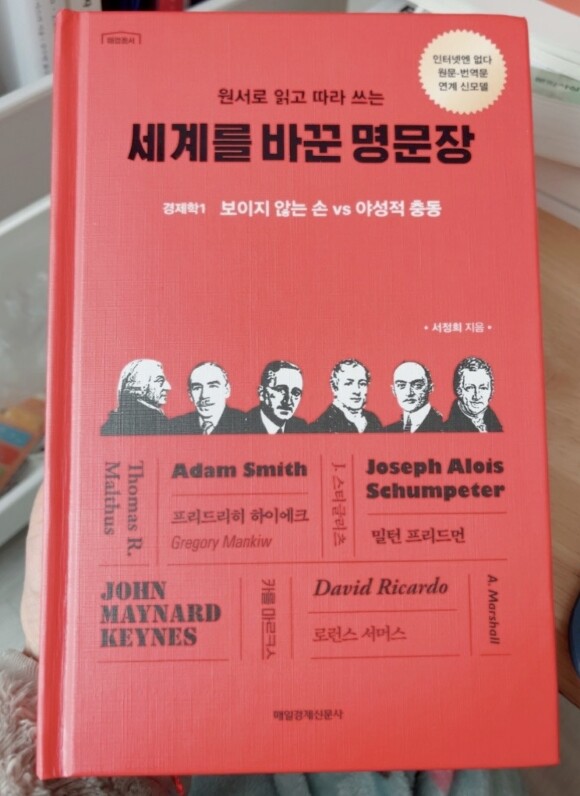 매경출사
인터넷엔 없다
원문-번역문
연계 신모델
원서로 읽고 따라 쓰는
세계를 바꾼 명문장
경제학1 보이지 않는 손 vs 야성적 충동
• 서정희 지음 •
Thomas R.
Malthus
Adam Smith
프리드리히 하이에크
Gregory Mankiw
J. 스티글리츠
Joseph Alois
Schumpeter
밀턴 프리드먼
JOHN
MAYNARD
KEYNES
카를 마르크스
David Ricardo
로런스 서머스
A. Marshall
매일경제신문사